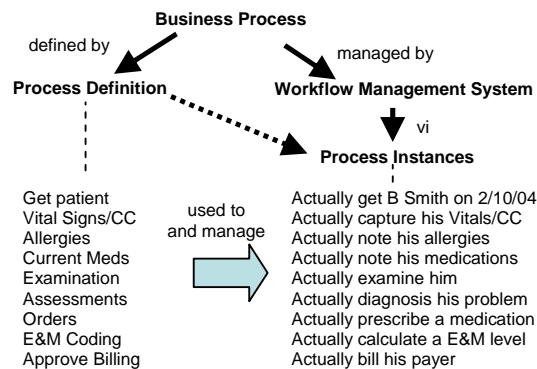 Business Process
defined by
managed by
Process Definition
Workflow Management System
vi
Process Instances
Get patient
Vital Signs/CC
Allergies
Current Meds
Examination
Assessments
Orders
E&M Coding
Approve Billing
used to
and manage
Actually get B Smith on 2/10/04
Actually capture his Vitals/CC
Actually note his allergies
Actually note his medications
Actually examine him
Actually diagnosis his problem
Actually prescribe a medication
Actually calculate a E&M level
Actually bill his payer